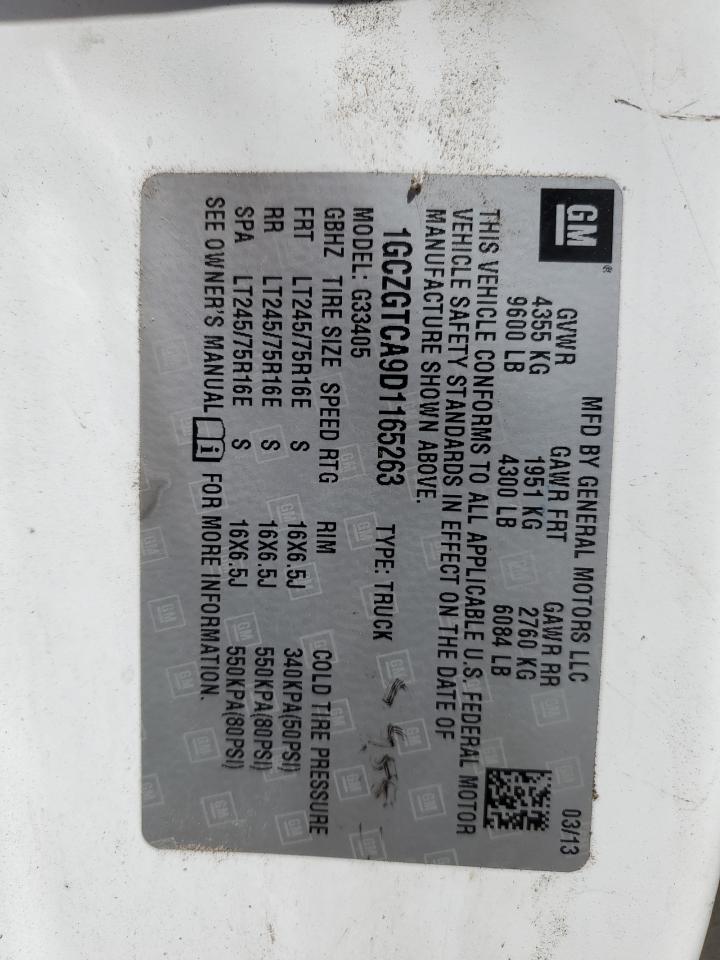 GM
MFD BY GENERAL MOTORS LLC 03/13
GVWR GAWR FRT GAWR RR
4355 KG 1951 KG 2760 KG
9600 LB 4300 LB 6084 LB
THIS VEHICLE CONFORMS TO ALL APPLICABLE U.S. FEDERAL MOTOR
VEHICLE SAFETY STANDARDS IN EFFECT ON THE DATE OF
MANUFACTURE SHOWN ABOVE.
1GCZGTCA9D1165263 TYPE: TRUCK
MODEL: G33405
GBHZ TIRE SIZE SPEED RTG RIM COLD TIRE PRESSURE
FRT LT245/75R16E S 16X6.5J 340KPA(50PSI)
RR LT245/75R16E S 16X6.5J 550KPA(80PSI)
SPA LT245/75R16E S 16X6.5J 550KPA(80PSI)
SEE OWNER'S MANUAL i FOR MORE INFORMATION.